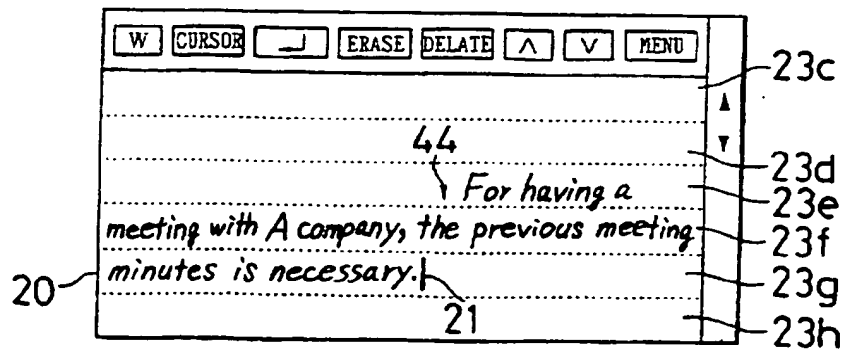 W CURSOR ERASE DELATE ∧ ∨ MENU
23c
44
23d
For having a
23e
meeting with A company, the previous meeting
23f
minutes is necessary.
20
23g
21
23h